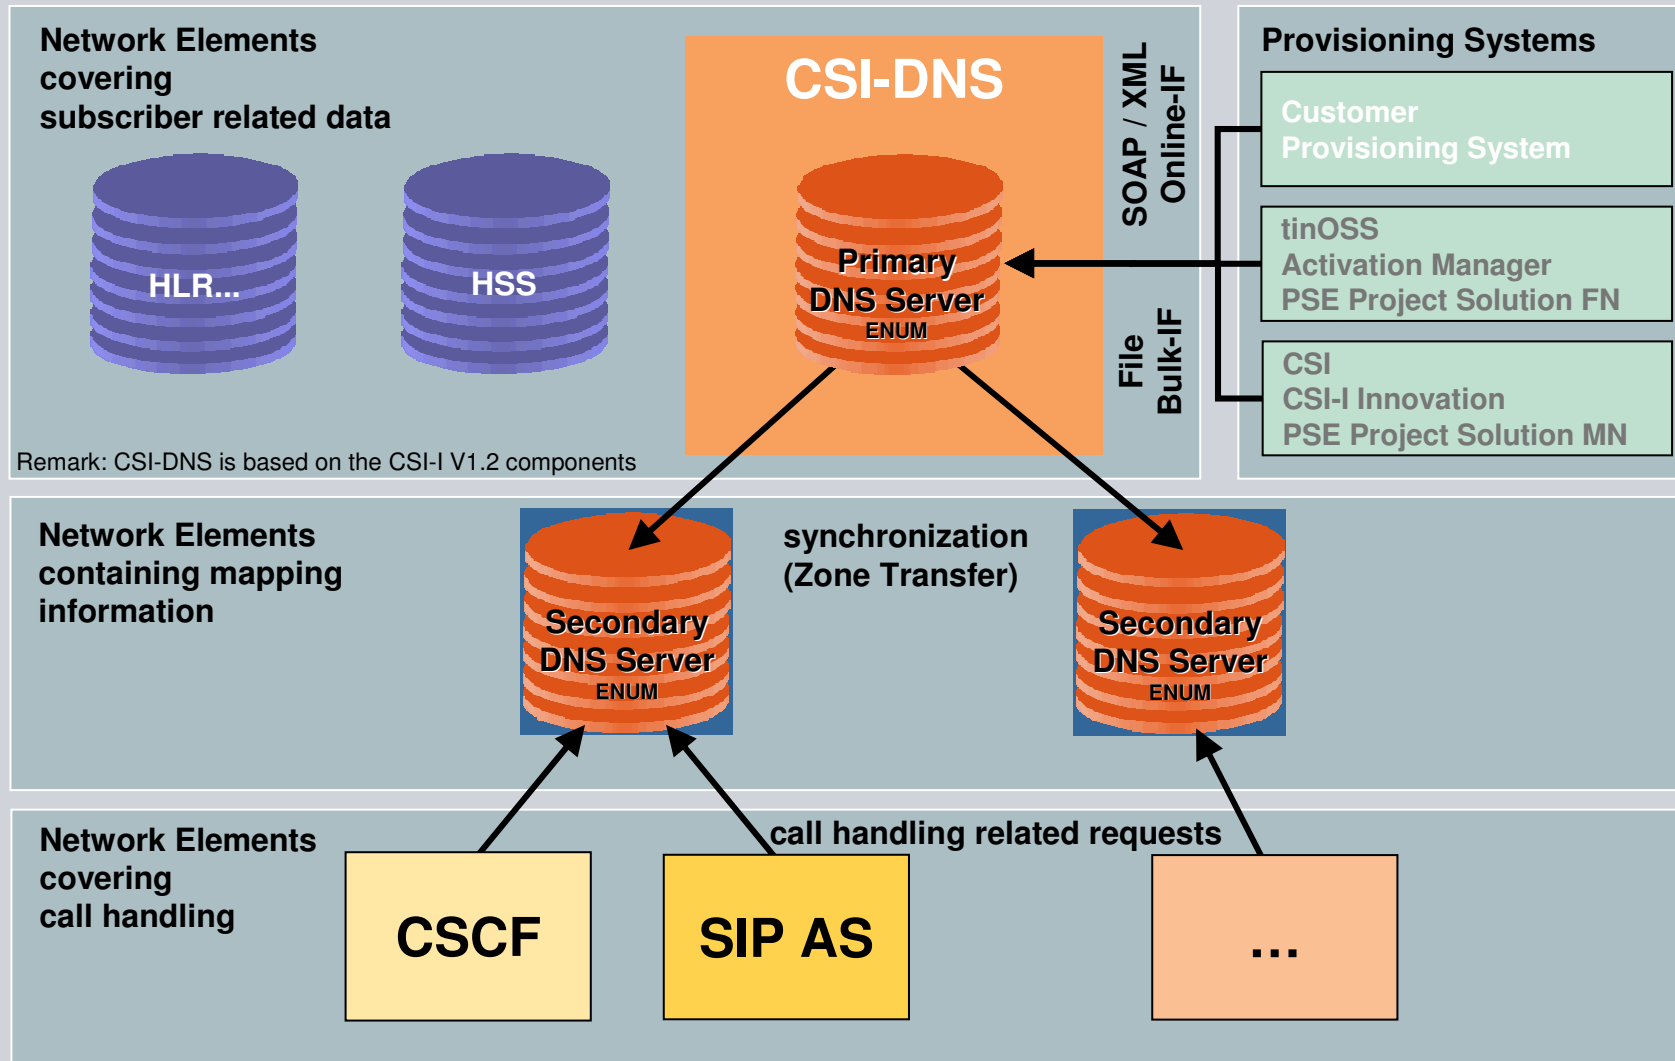 Network Elements
covering
subscriber related data
HLR...
HSS
CSI-DNS
Primary
DNS Server
ENUM
SOAP / XML
Online-IF
File
Bulk-IF
Remark: CSI-DNS is based on the CSI-I V1.2 components
Provisioning Systems
Customer
Provisioning System
tinOSS
Activation Manager
PSE Project Solution FN
CSI
CSI-I Innovation
PSE Project Solution MN
Network Elements
containing mapping
information
Secondary
DNS Server
ENUM
synchronization
(Zone Transfer)
Secondary
DNS Server
ENUM
Network Elements
covering
call handling
call handling related requests
CSCF
SIP AS
...